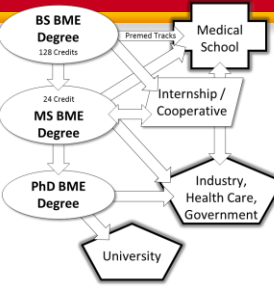 BS BME
Degree
128 Credits
Premed Tracks
Medical
School
24 Credit
MS BME
Degree
Internship /
Cooperative
PhD BME
Degree
Industry,
Health Care,
Government
University